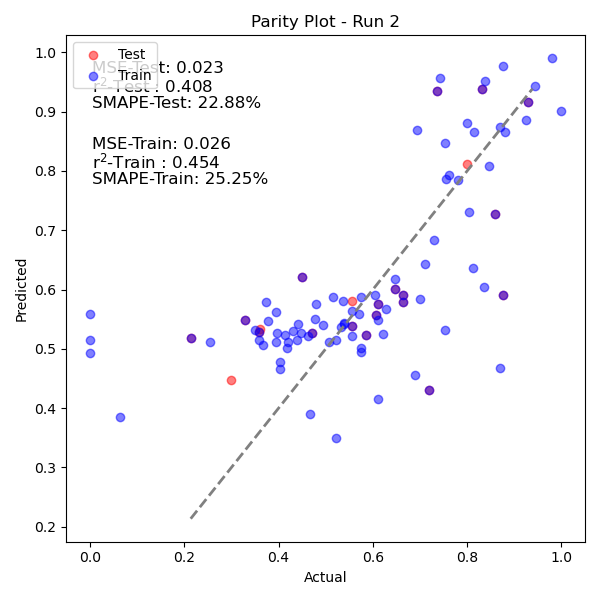 Parity Plot - Run 2
Test
Train
MSE-Test: 0.023
r²-Test : 0.408
SMAPE-Test: 22.88%
MSE-Train: 0.026
r²-Train : 0.454
SMAPE-Train: 25.25%
Predicted
1.0
0.9
0.8
0.7
0.6
0.5
0.4
0.3
0.2
0.0 0.2 0.4 0.6 0.8 1.0
Actual